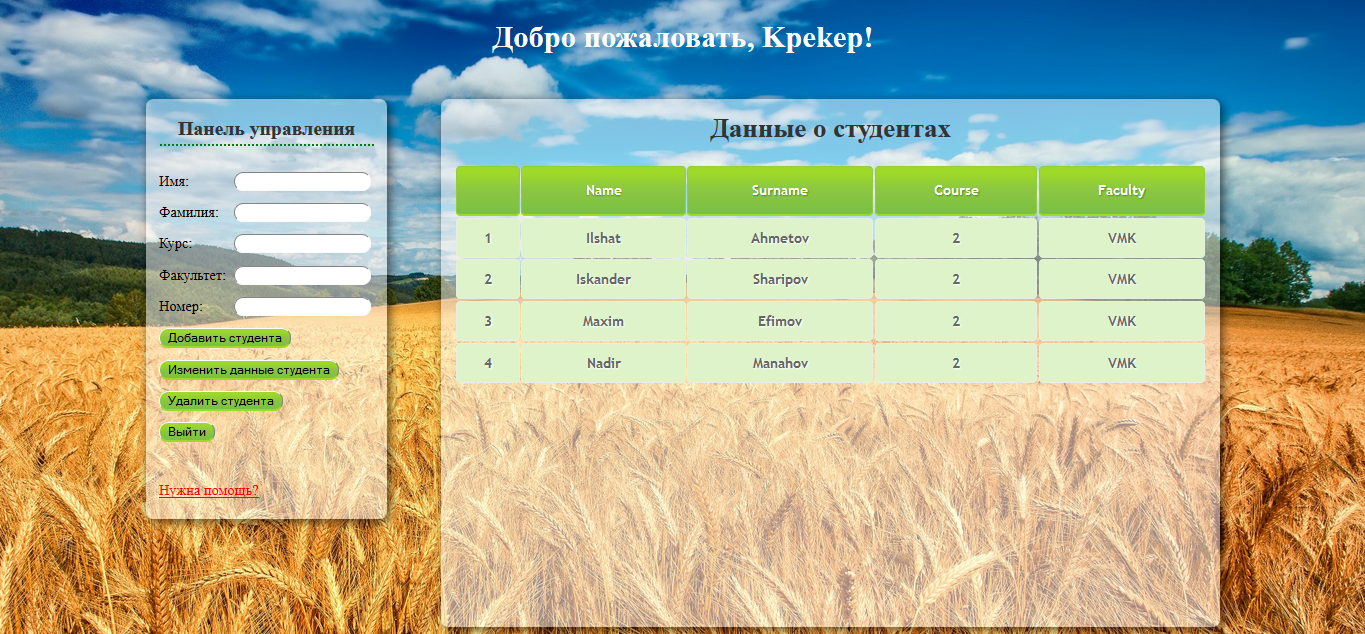 Добро пожаловать, Kpekep!
Панель управления
Имя:
Фамилия:
Курс:
Факультет:
Номер:
Добавить студента
Изменить данные студента
Удалить студента
Выйти
Нужна помощь?
Данные о студентах
Name Surname Course Faculty
1 Ilshat Ahmetov 2 VMK
2 Iskander Sharipov 2 VMK
3 Maxim Efimov 2 VMK
4 Nadir Manahov 2 VMK